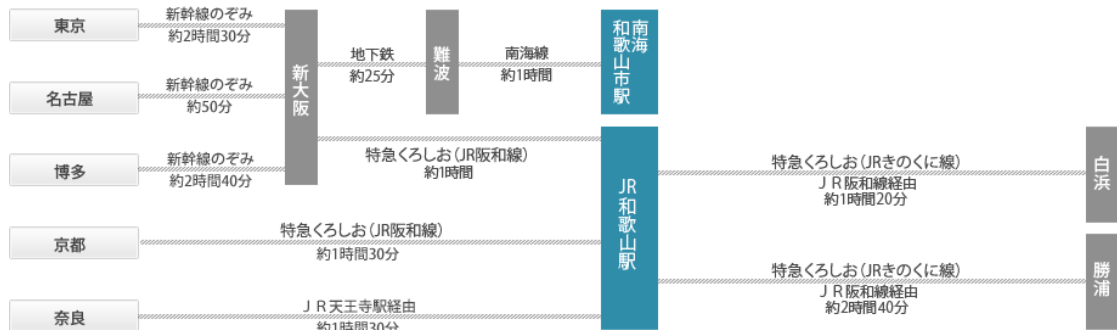 東京
新幹線のぞみ
約2時間30分
名古屋
新幹線のぞみ
約50分
博多
新幹線のぞみ
約2時間40分
新大阪
地下鉄
約25分
難波
南海線
約1時間
南海
和歌山市駅
特急くろしお(JR阪和線)
約1時間
京都
特急くろしお(JR阪和線)
約1時間30分
奈良
JR天王寺駅経由
約1時間30分
JR和歌山駅
特急くろしお(JRきのくに線)
JR阪和線経由
約1時間20分
白浜
特急くろしお(JRきのくに線)
JR阪和線経由
約2時間40分
勝浦